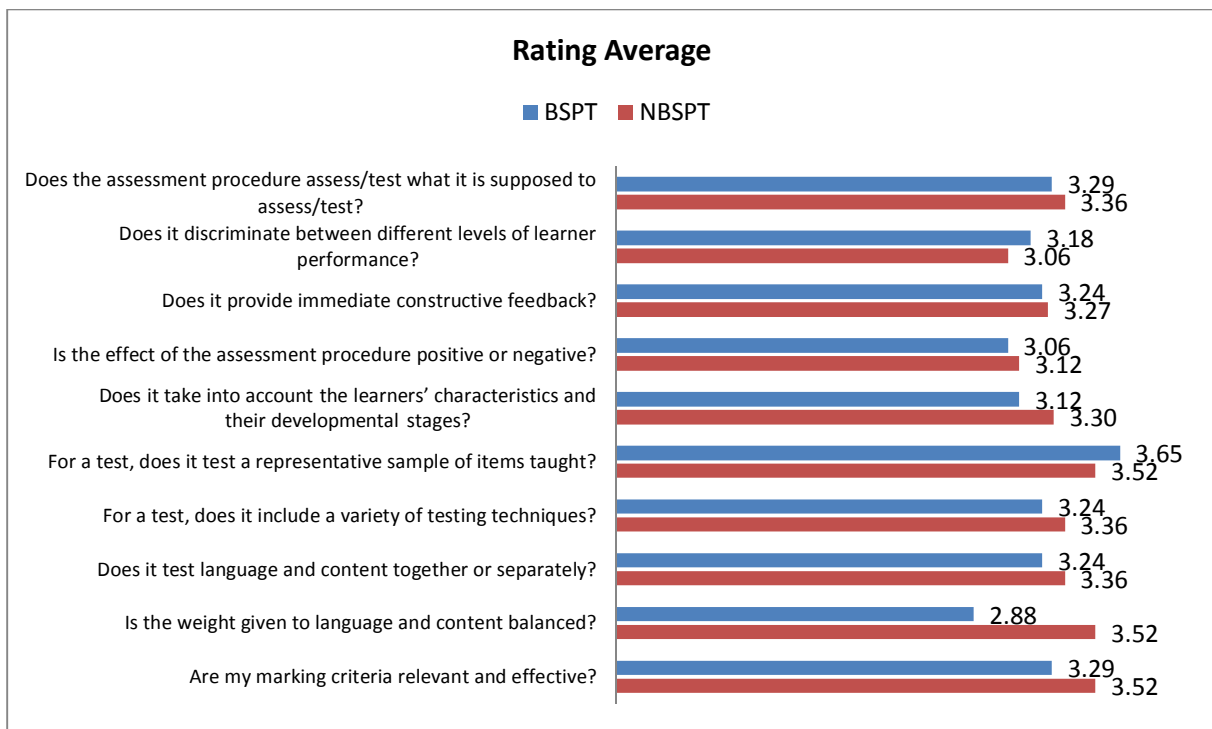 Rating Average
BSPT NBSPT
Does the assessment procedure assess/test what it is supposed to
assess/test?
3.29
3.36
Does it discriminate between different levels of learner
performance?
3.18
3.06
Does it provide immediate constructive feedback?
3.24
3.27
Is the effect of the assessment procedure positive or negative?
3.06
3.12
Does it take into account the learners’ characteristics and
their developmental stages?
3.12
3.30
For a test, does it test a representative sample of items taught?
3.65
3.52
For a test, does it include a variety of testing techniques?
3.24
3.36
Does it test language and content together or separately?
3.24
3.36
Is the weight given to language and content balanced?
2.88
3.52
Are my marking criteria relevant and effective?
3.29
3.52